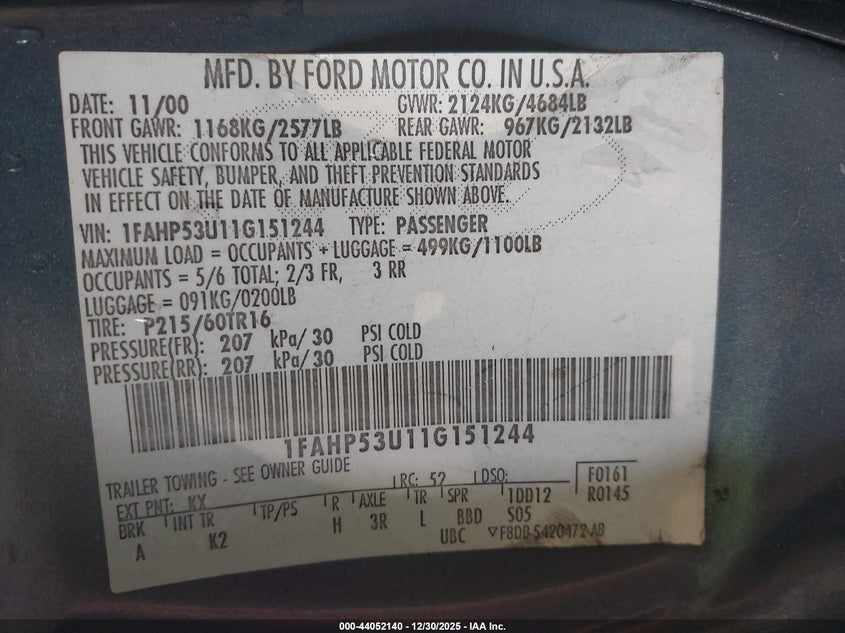 MFD. BY FORD MOTOR CO. IN U.S.A.
DATE: 11/00 GVWR: 2124KG/4684LB
FRONT GAWR: 1168KG/2577LB REAR GAWR: 967KG/2132LB
THIS VEHICLE CONFORMS TO ALL APPLICABLE FEDERAL MOTOR
VEHICLE SAFETY, BUMPER, AND THEFT PREVENTION STANDARDS
IN EFFECT ON THE DATE OF MANUFACTURE SHOWN ABOVE.
VIN: 1FAHP53U11G151244 TYPE: PASSENGER
MAXIMUM LOAD = OCCUPANTS + LUGGAGE = 499KG/1100LB
OCCUPANTS = 5/6 TOTAL; 2/3 FR, 3 RR
LUGGAGE = 091KG/0200LB
TIRE: P215/60TR16
PRESSURE(FR): 207 kPa/ 30 PSI COLD
PRESSURE(RR): 207 kPa/ 30 PSI COLD
1FAHP53U11G151244
TRAILER TOWING - SEE OWNER GUIDE
EXT PNT: KX RC: 52 DSO: F0161
BRK INT TR TP/PS R AXLE TR SPR 1DD12 R0145
A K2 H 3R L BBD S05
UBC ▽F8DB-5420472-AB
000-44052140 - 12/30/2025 - IAA Inc.